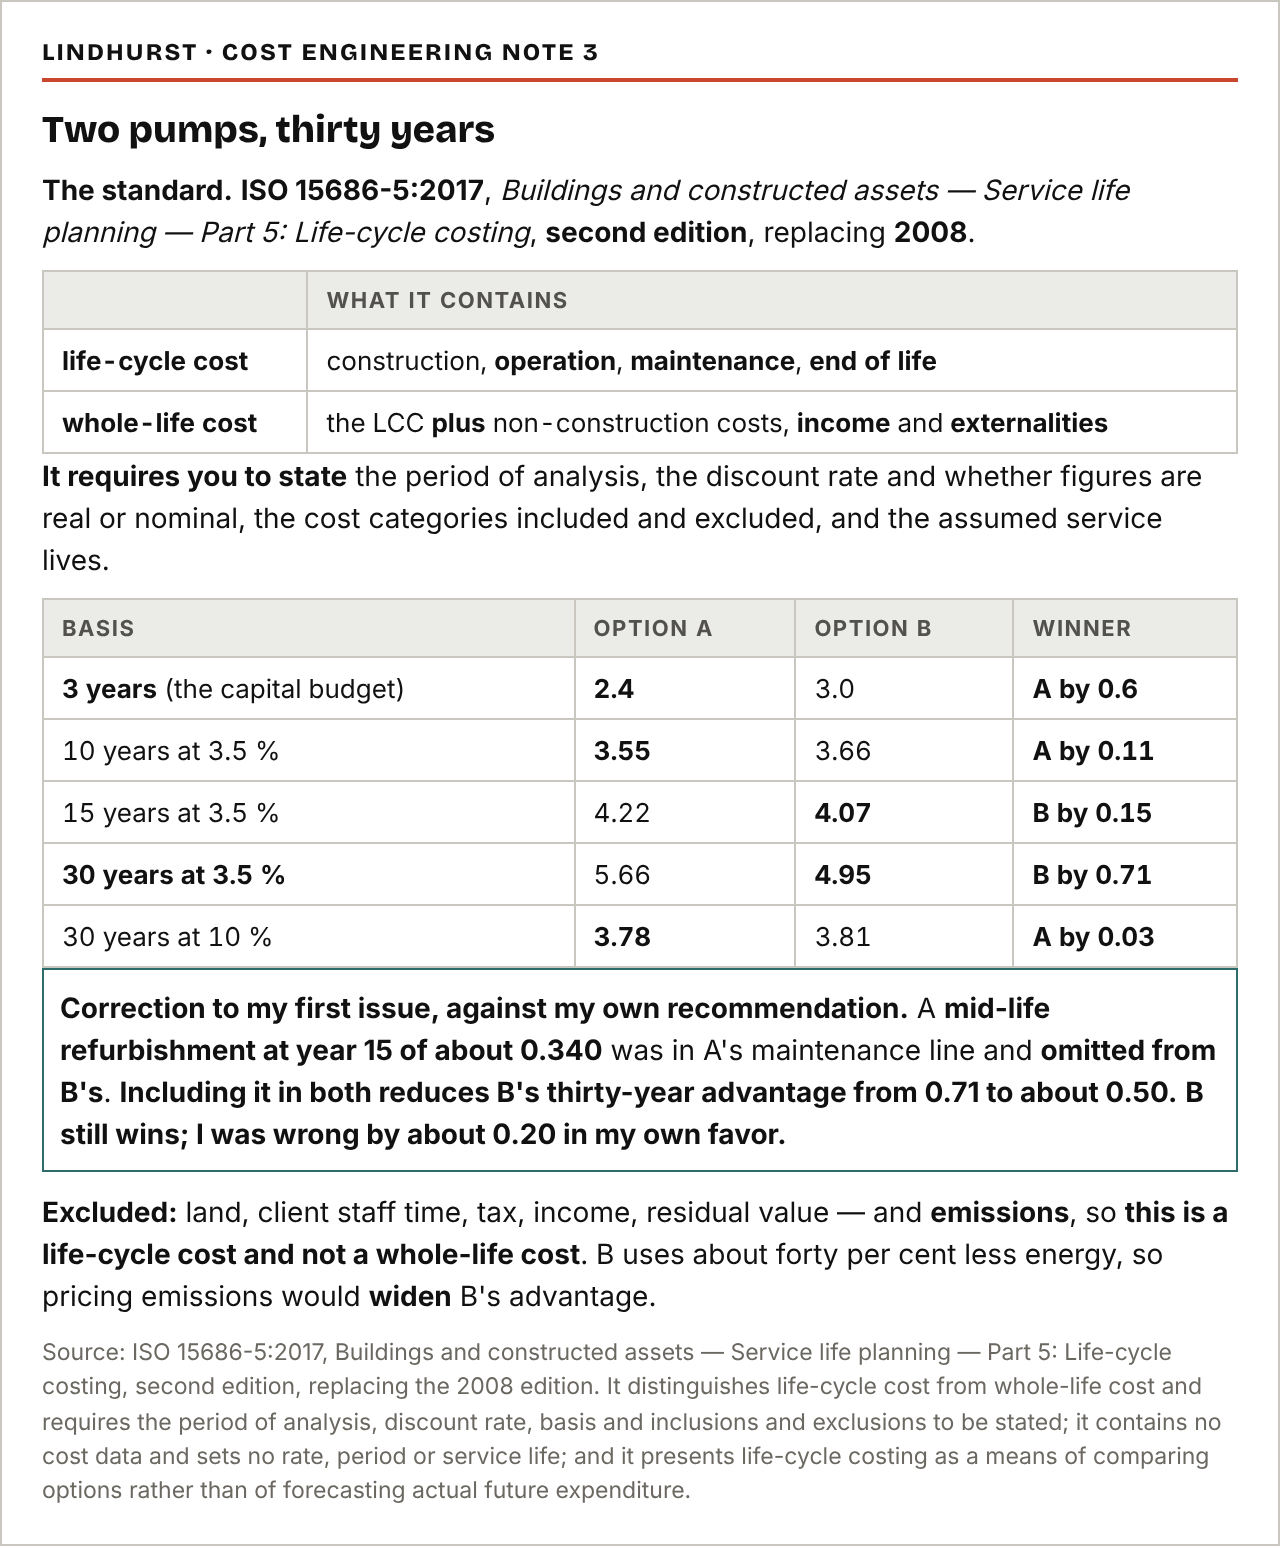 LINDHURST · COST ENGINEERING NOTE 3
Two pumps, thirty years
The standard. ISO 15686-5:2017, Buildings and constructed assets — Service life
planning — Part 5: Life-cycle costing, second edition, replacing 2008.
WHAT IT CONTAINS
life-cycle cost construction, operation, maintenance, end of life
whole-life cost the LCC plus non-construction costs, income and externalities
It requires you to state the period of analysis, the discount rate and whether figures are
real or nominal, the cost categories included and excluded, and the assumed service
lives.
BASIS OPTION A OPTION B WINNER
3 years (the capital budget) 2.4 3.0 A by 0.6
10 years at 3.5 % 3.55 3.66 A by 0.11
15 years at 3.5 % 4.22 4.07 B by 0.15
30 years at 3.5 % 5.66 4.95 B by 0.71
30 years at 10 % 3.78 3.81 A by 0.03
Correction to my first issue, against my own recommendation. A mid-life
refurbishment at year 15 of about 0.340 was in A's maintenance line and omitted from
B's. Including it in both reduces B's thirty-year advantage from 0.71 to about 0.50. B
still wins; I was wrong by about 0.20 in my own favor.
Excluded: land, client staff time, tax, income, residual value — and emissions, so this is a
life-cycle cost and not a whole-life cost. B uses about forty per cent less energy, so
pricing emissions would widen B's advantage.
Source: ISO 15686-5:2017, Buildings and constructed assets — Service life planning — Part 5: Life-cycle
costing, second edition, replacing the 2008 edition. It distinguishes life-cycle cost from whole-life cost and
requires the period of analysis, discount rate, basis and inclusions and exclusions to be stated; it contains no
cost data and sets no rate, period or service life; and it presents life-cycle costing as a means of comparing
options rather than of forecasting actual future expenditure.